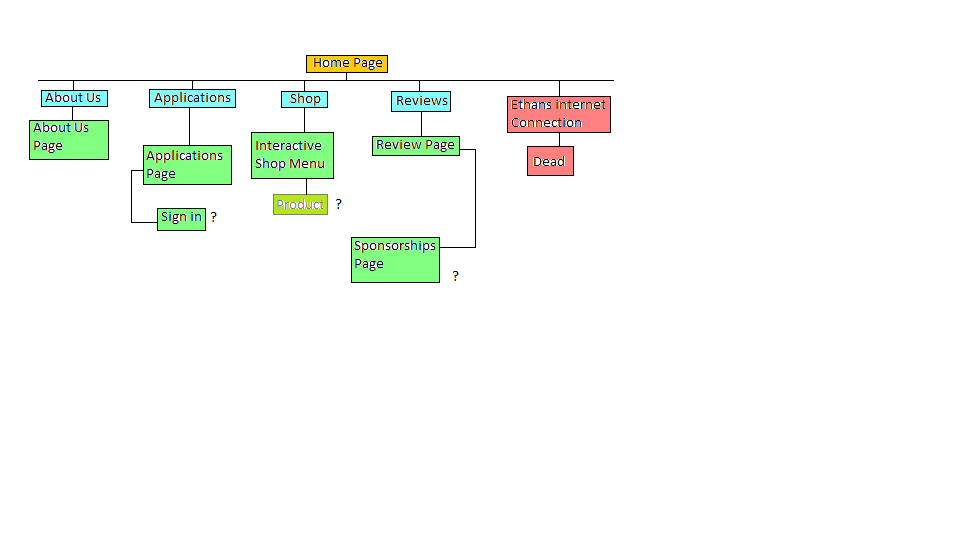 Home Page
About Us
Applications
Shop
Reviews
Ethans internet
Connection
About Us
Page
Applications
Page
Interactive
Shop Menu
Review Page
Dead
Sign in ?
Product ?
Sponsorships
Page
?